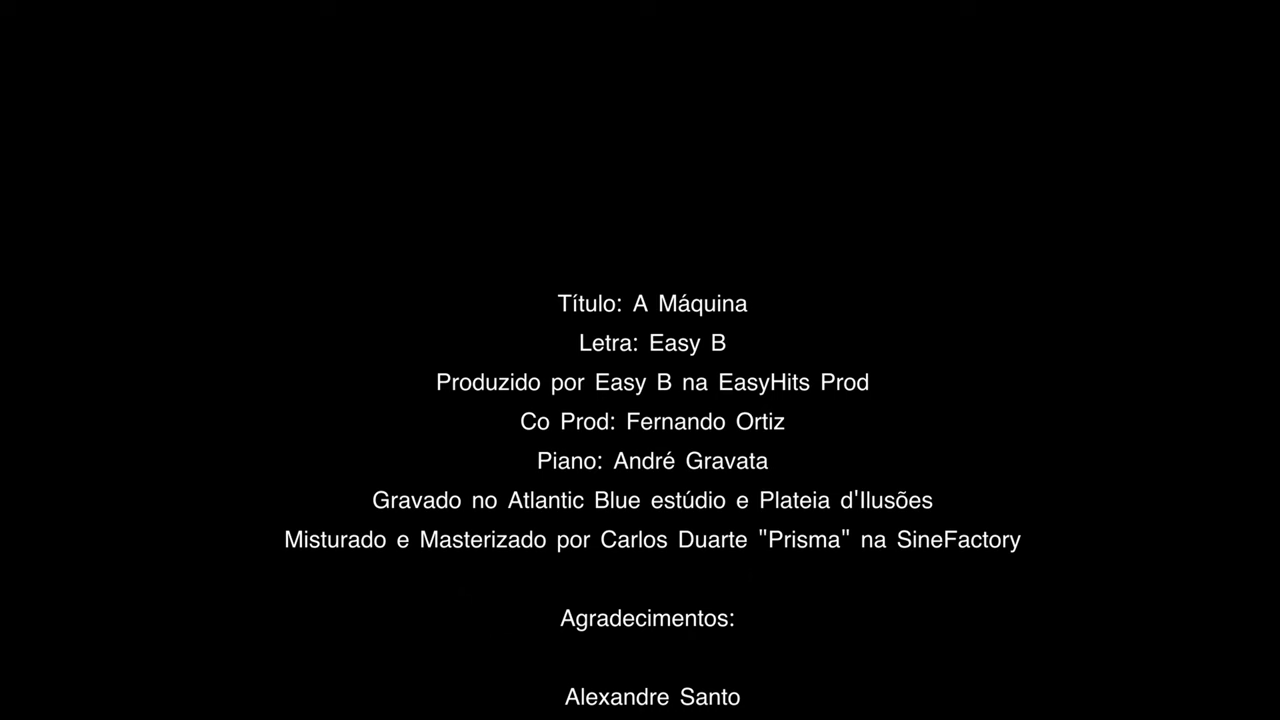 Título: A Máquina
Letra: Easy B
Produzido por Easy B na EasyHits Prod
Co Prod: Fernando Ortiz
Piano: André Gravata
Gravado no Atlantic Blue estúdio e Plateia d'Ilusões
Misturado e Masterizado por Carlos Duarte "Prisma" na SineFactory
Agradecimentos:
Alexandre Santo